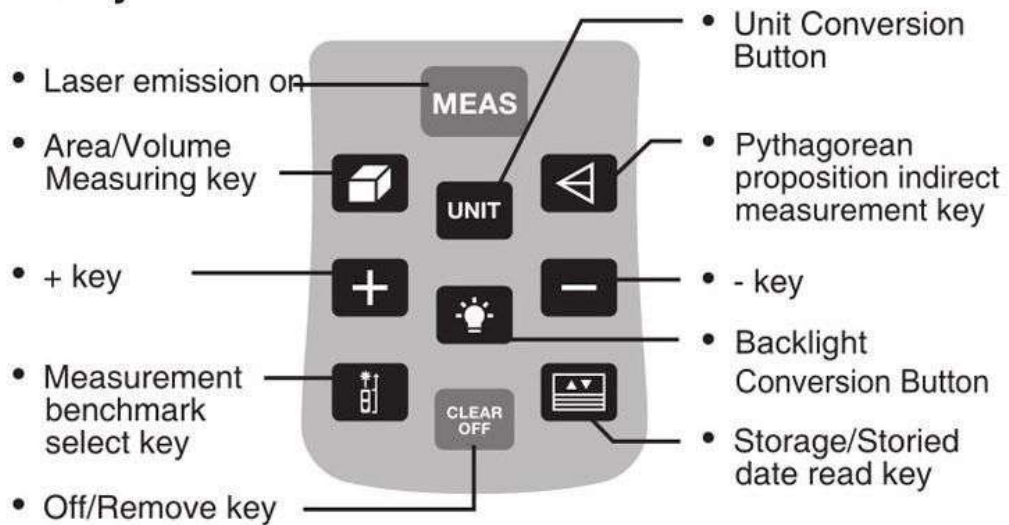 • Laser emission on
• Area/Volume
Measuring key
• + key
• Measurement
benchmark
select key
• Off/Remove key
MEAS
UNIT
CLEAR
OFF
• Unit Conversion
Button
• Pythagorean
proposition indirect
measurement key
• - key
• Backlight
Conversion Button
• Storage/Storied
date read key